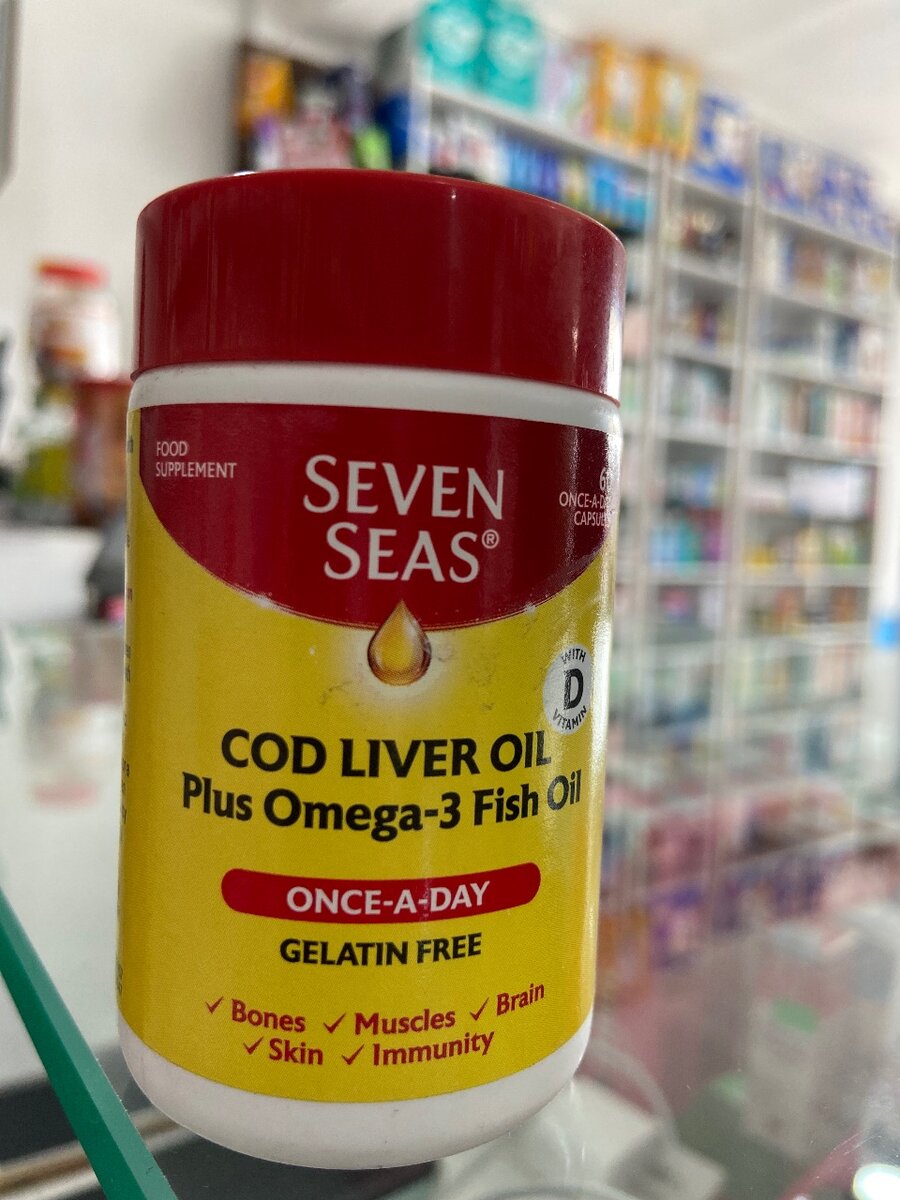 FOOD
SUPPLEMENT
SEVEN
SEAS®
ONCE-A-
WITH
D
VITAMIN
COD LIVER OIL
Plus Omega-3 Fish Oil
ONCE-A-DAY
GELATIN FREE
✓ Bones ✓ Muscles ✓ Brain
✓ Skin ✓ Immunity